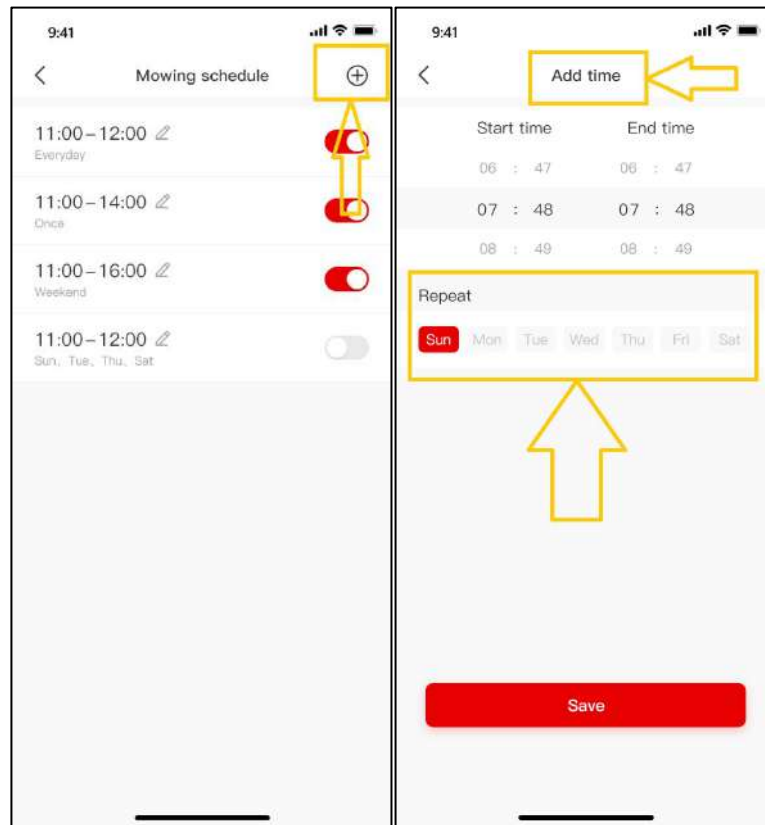 9:41
Mowing schedule
11:00-12:00
Everyday
11:00-14:00
Once
11:00-16:00
Weekend
11:00-12:00
Sun、Tue、Thu、Sat
9:41
Add time
Start time End time
06 : 47 06 : 47
07 : 48 07 : 48
08 : 49 08 : 49
Repeat
Sun Mon Tue Wed Thu Fri Sat
Save